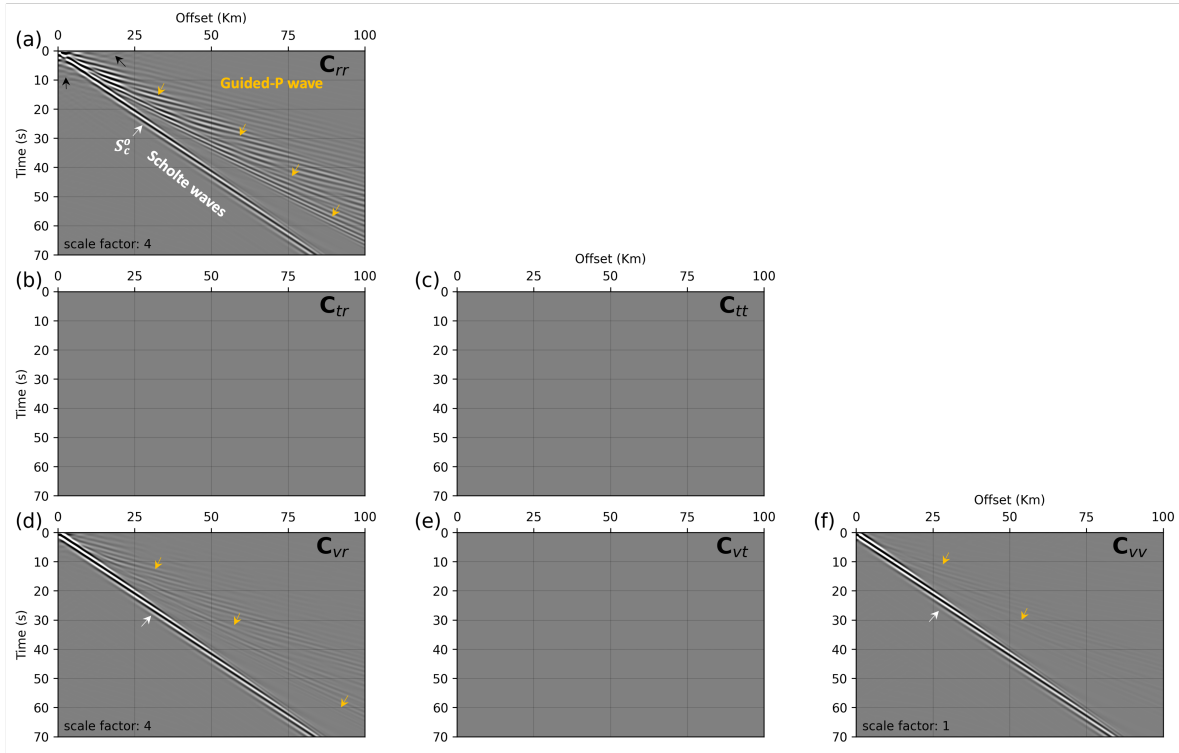 Offset (Km)
0 25 50 75 100
(a)
C_rr
Guided-P wave
S_c^o
Scholte waves
scale factor: 4
Time (s)
0
10
20
30
40
50
60
70
Offset (Km)
(b)
0 25 50 75 100
C_tr
Time (s)
0
10
20
30
40
50
60
70
(c)
0 25 50 75 100
C_tt
0
10
20
30
40
50
60
70
Offset (Km)
(d)
0 25 50 75 100
C_vr
scale factor: 4
Time (s)
0
10
20
30
40
50
60
70
(e)
0 25 50 75 100
C_vt
0
10
20
30
40
50
60
70
(f)
0 25 50 75 100
C_vv
scale factor: 1
0
10
20
30
40
50
60
70